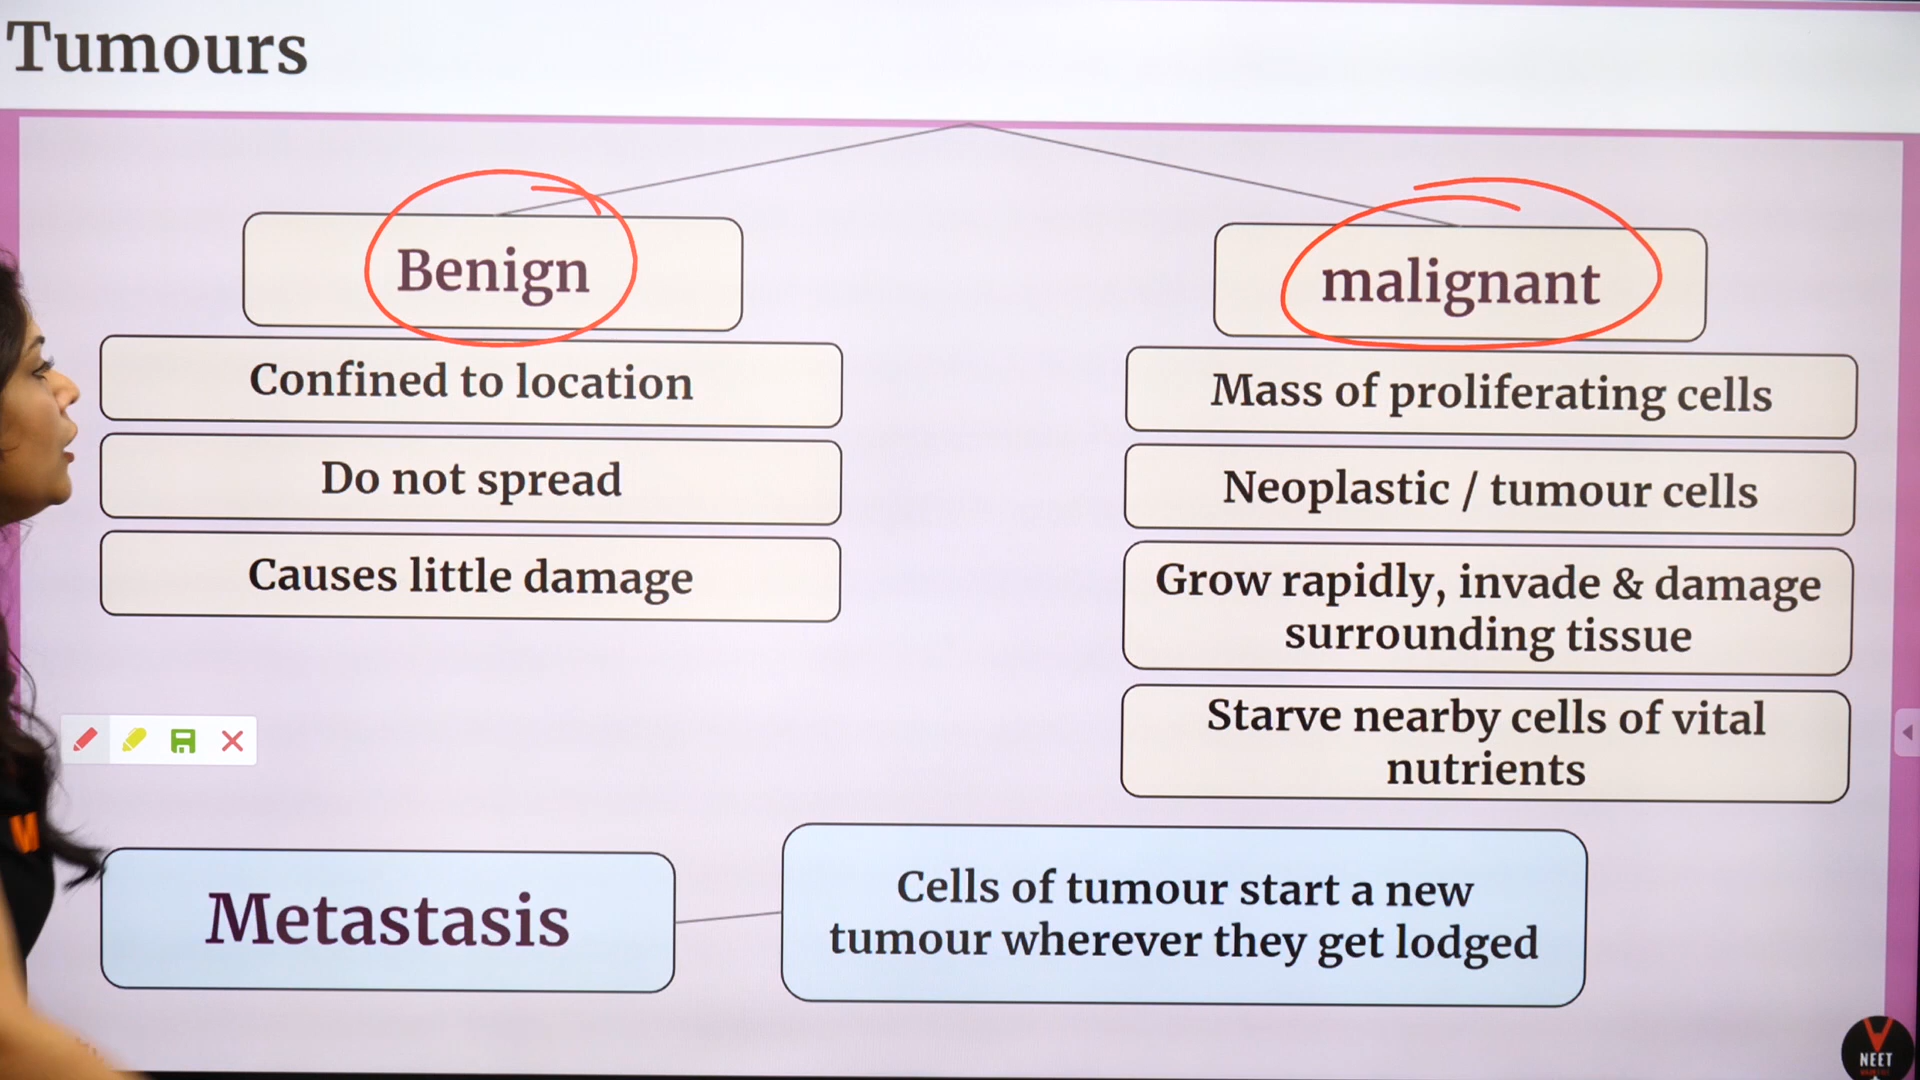 Tumours
Benign
Confined to location
Do not spread
Causes little damage
malignant
Mass of proliferating cells
Neoplastic / tumour cells
Grow rapidly, invade & damage
surrounding tissue
Starve nearby cells of vital
nutrients
Metastasis
Cells of tumour start a new
tumour wherever they get lodged
NEET